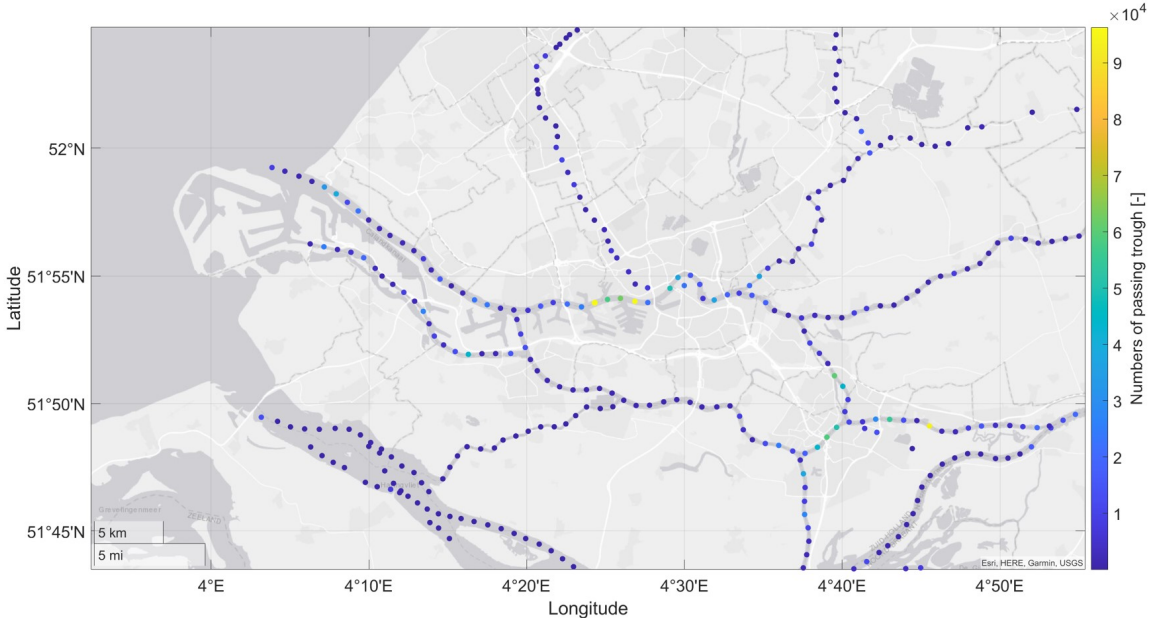 ×10⁴
9
8
7
6
5
4
3
2
1
Numbers of passing trough [-]
52°N
51°55'N
51°50'N
51°45'N
Latitude
5 km
5 mi
Esri, HERE, Garmin, USGS
4°E
4°10'E
4°20'E
4°30'E
4°40'E
4°50'E
Longitude